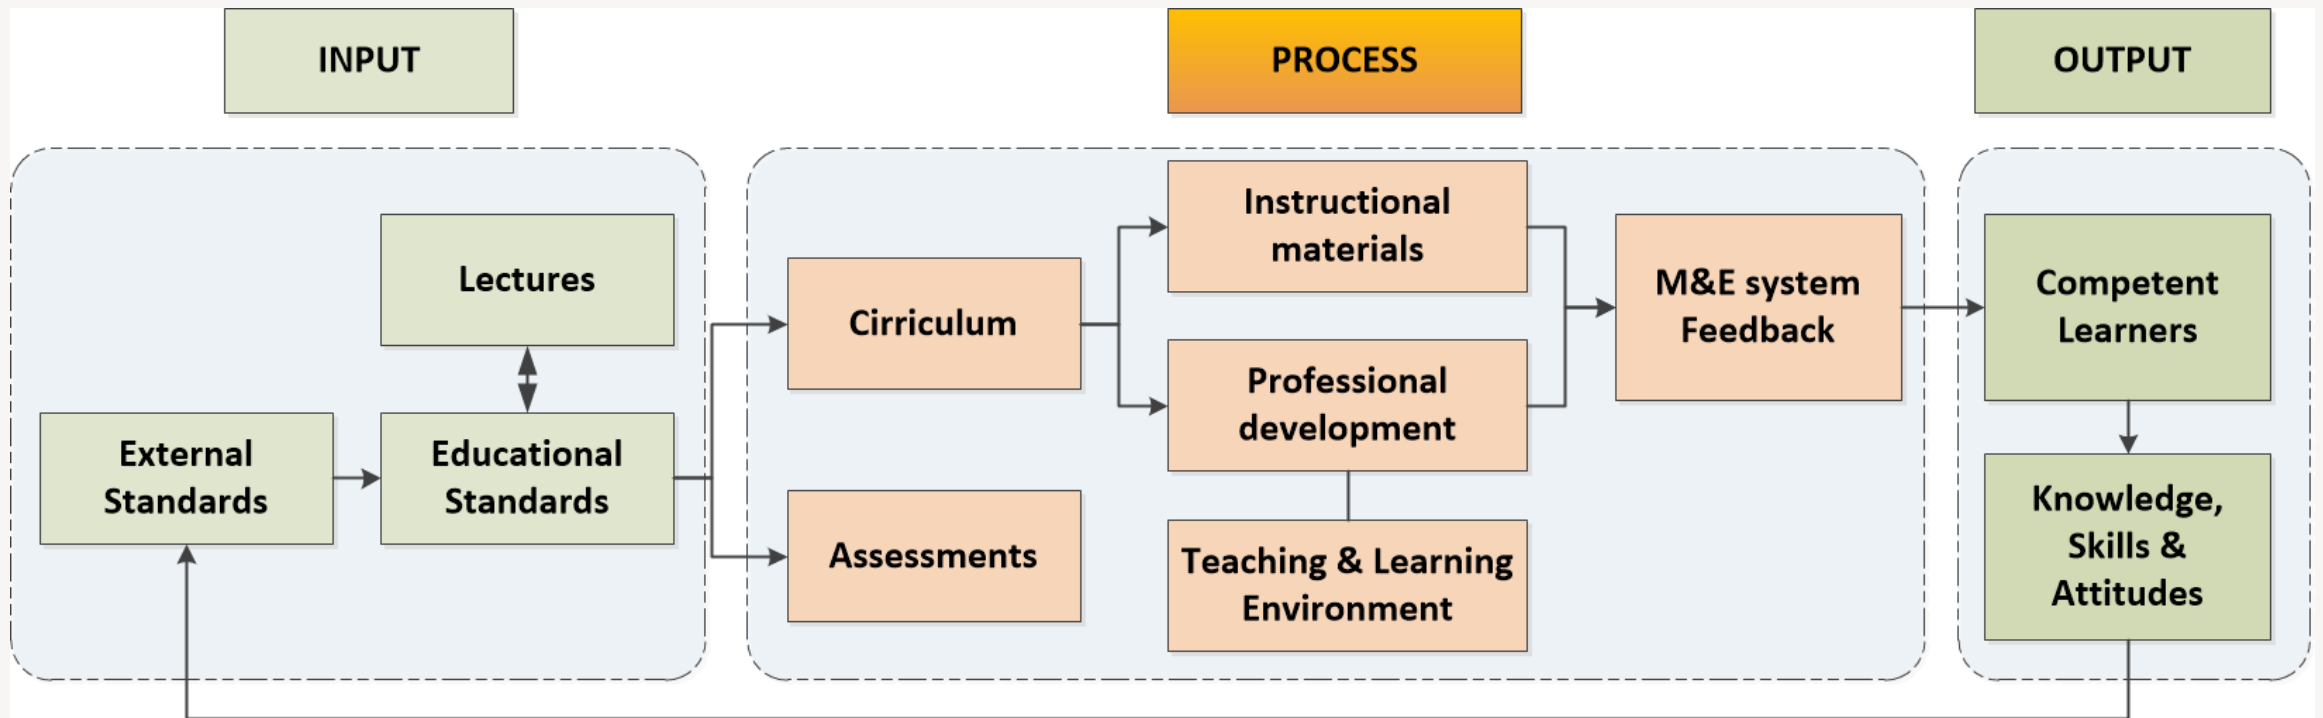 INPUT
PROCESS
OUTPUT
Lectures
External
Standards
Educational
Standards
Cirriculum
Assessments
Instructional
materials
Professional
development
Teaching & Learning
Environment
M&E system
Feedback
Competent
Learners
Knowledge,
Skills &
Attitudes